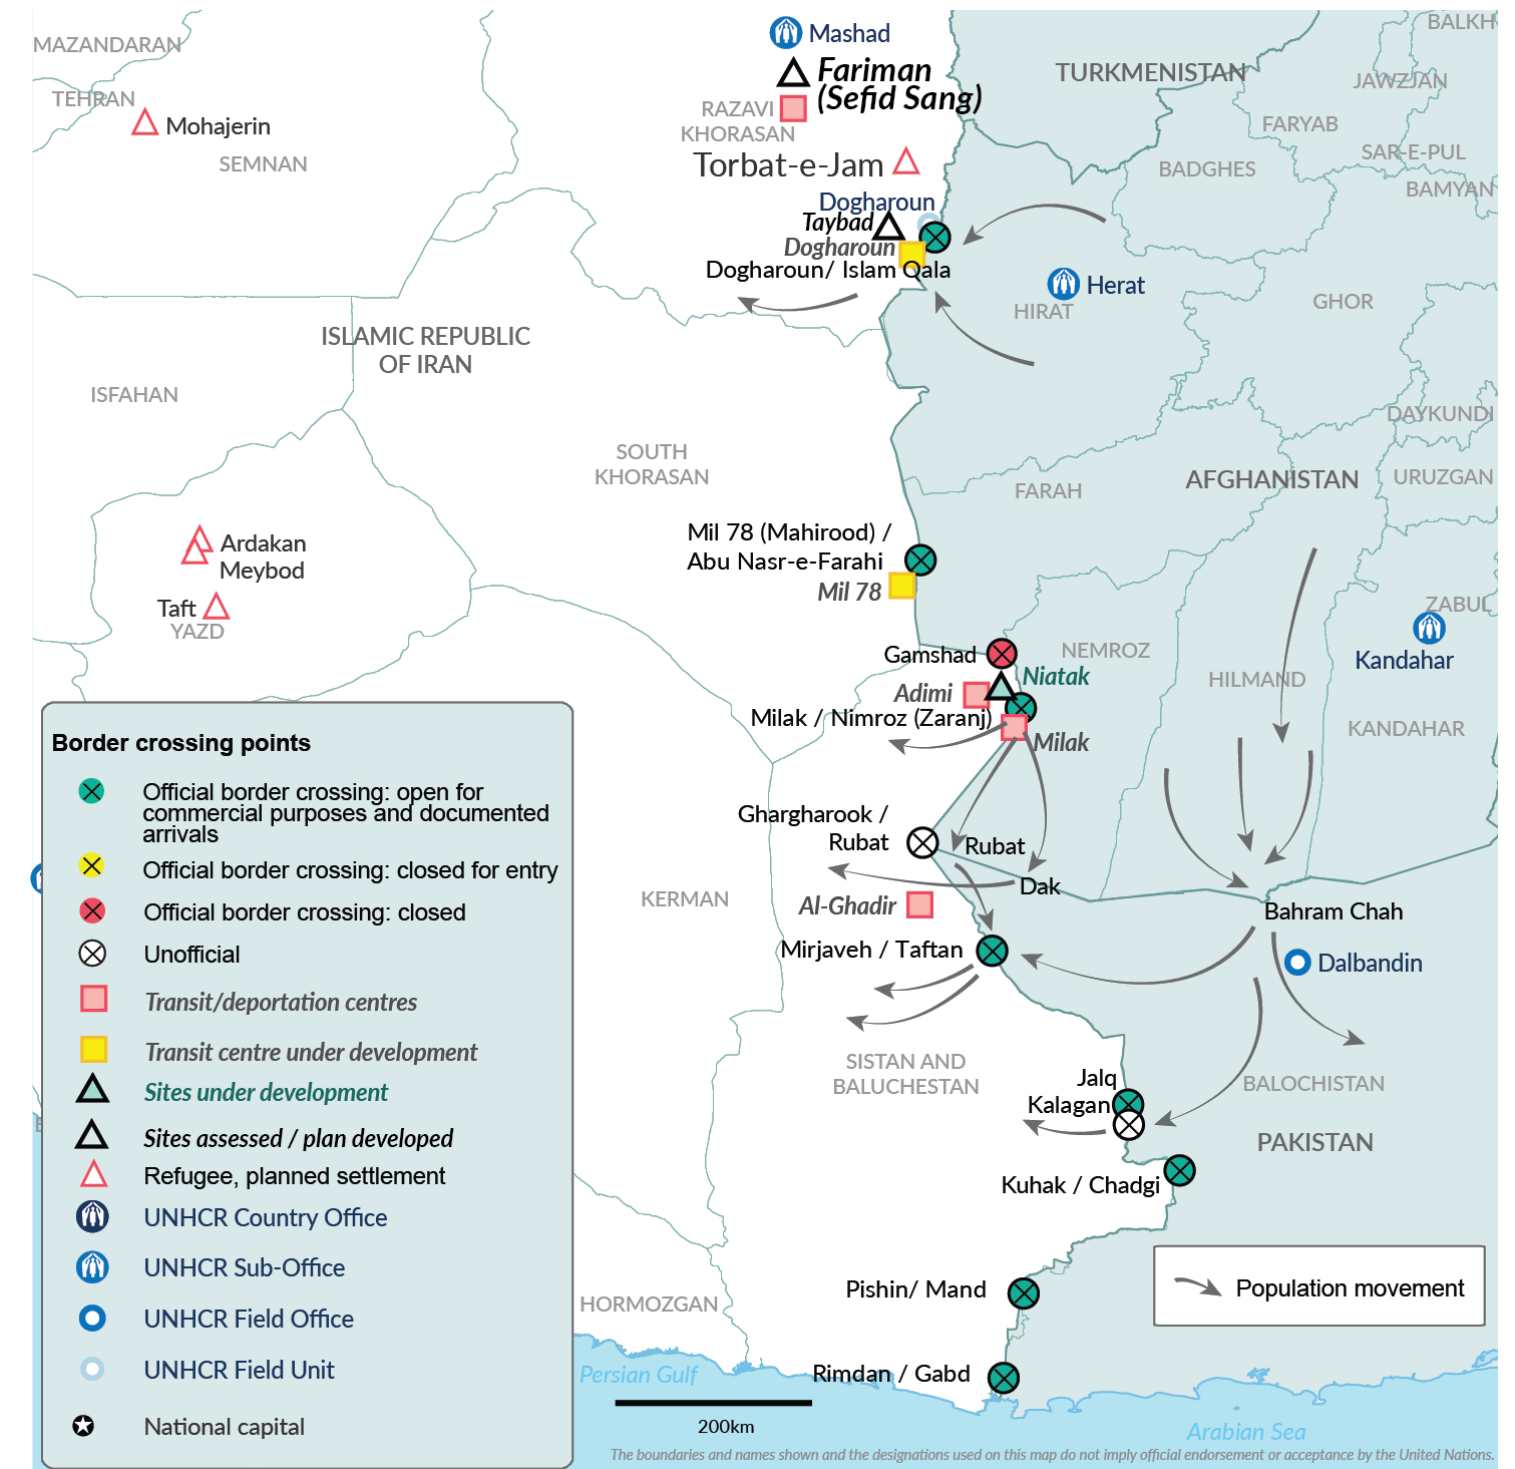 MAZANDARAN
TEHRAN
Mohajerin
SEMNAN
Mashad
Fariman
(Sefid Sang)
RAZAVI
KHORASAN
Torbat-e-Jam
Dogharoun
Taybad
Dogharoun
Dogharoun/ Islam Qala
TURKMENISTAN
BALKH
JAWZJAN
FARYAB
SAR-E-PUL
BADGHES
BAMYAN
Herat
HIRAT
GHOR
ISLAMIC REPUBLIC
OF IRAN
ISFAHAN
DAYKUNDI
SOUTH
KHORASAN
FARAH
AFGHANISTAN
URUZGAN
Mil 78 (Mahirood) /
Abu Nasr-e-Farahi
Mil 78
Ardakan
Meybod
Taft
YAZD
ZABUL
Kandahar
Gamshad
NEMROZ
Niatak
Adimi
HILMAND
Milak / Nimroz (Zaranj)
Milak
KANDAHAR
Ghargharook /
Rubat
Rubat
Dak
KERMAN
Al-Ghadir
Bahram Chah
Mirjaveh / Taftan
Dalbandin
SISTAN AND
BALUCHESTAN
Jalq
Kalagan
BALOCHISTAN
PAKISTAN
Kuhak / Chadgi
Pishin/ Mand
HORMOZGAN
Rimdan / Gabd
Persian Gulf
Arabian Sea
Border crossing points
Official border crossing: open for
commercial purposes and documented
arrivals
Official border crossing: closed for entry
Official border crossing: closed
Unofficial
Transit/deportation centres
Transit centre under development
Sites under development
Sites assessed / plan developed
Refugee, planned settlement
UNHCR Country Office
UNHCR Sub-Office
UNHCR Field Office
UNHCR Field Unit
National capital
Population movement
200km
The boundaries and names shown and the designations used on this map do not imply official endorsement or acceptance by the United Nations.